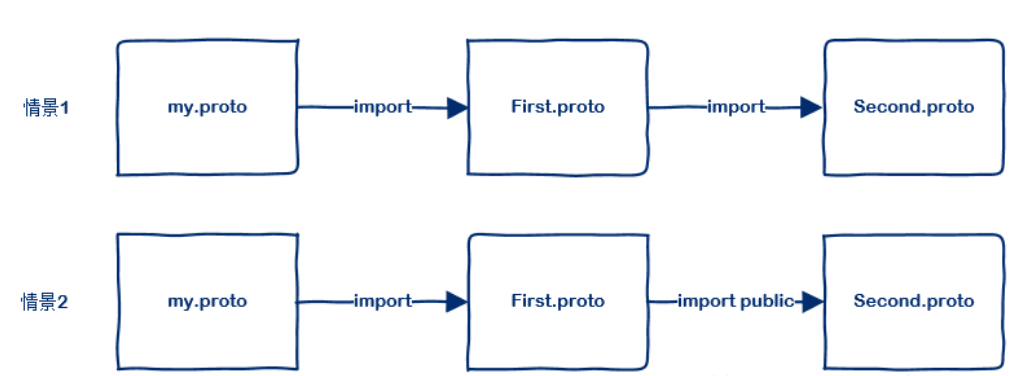 情景1 my.proto import First.proto import Second.proto
情景2 my.proto import First.proto import public Second.proto